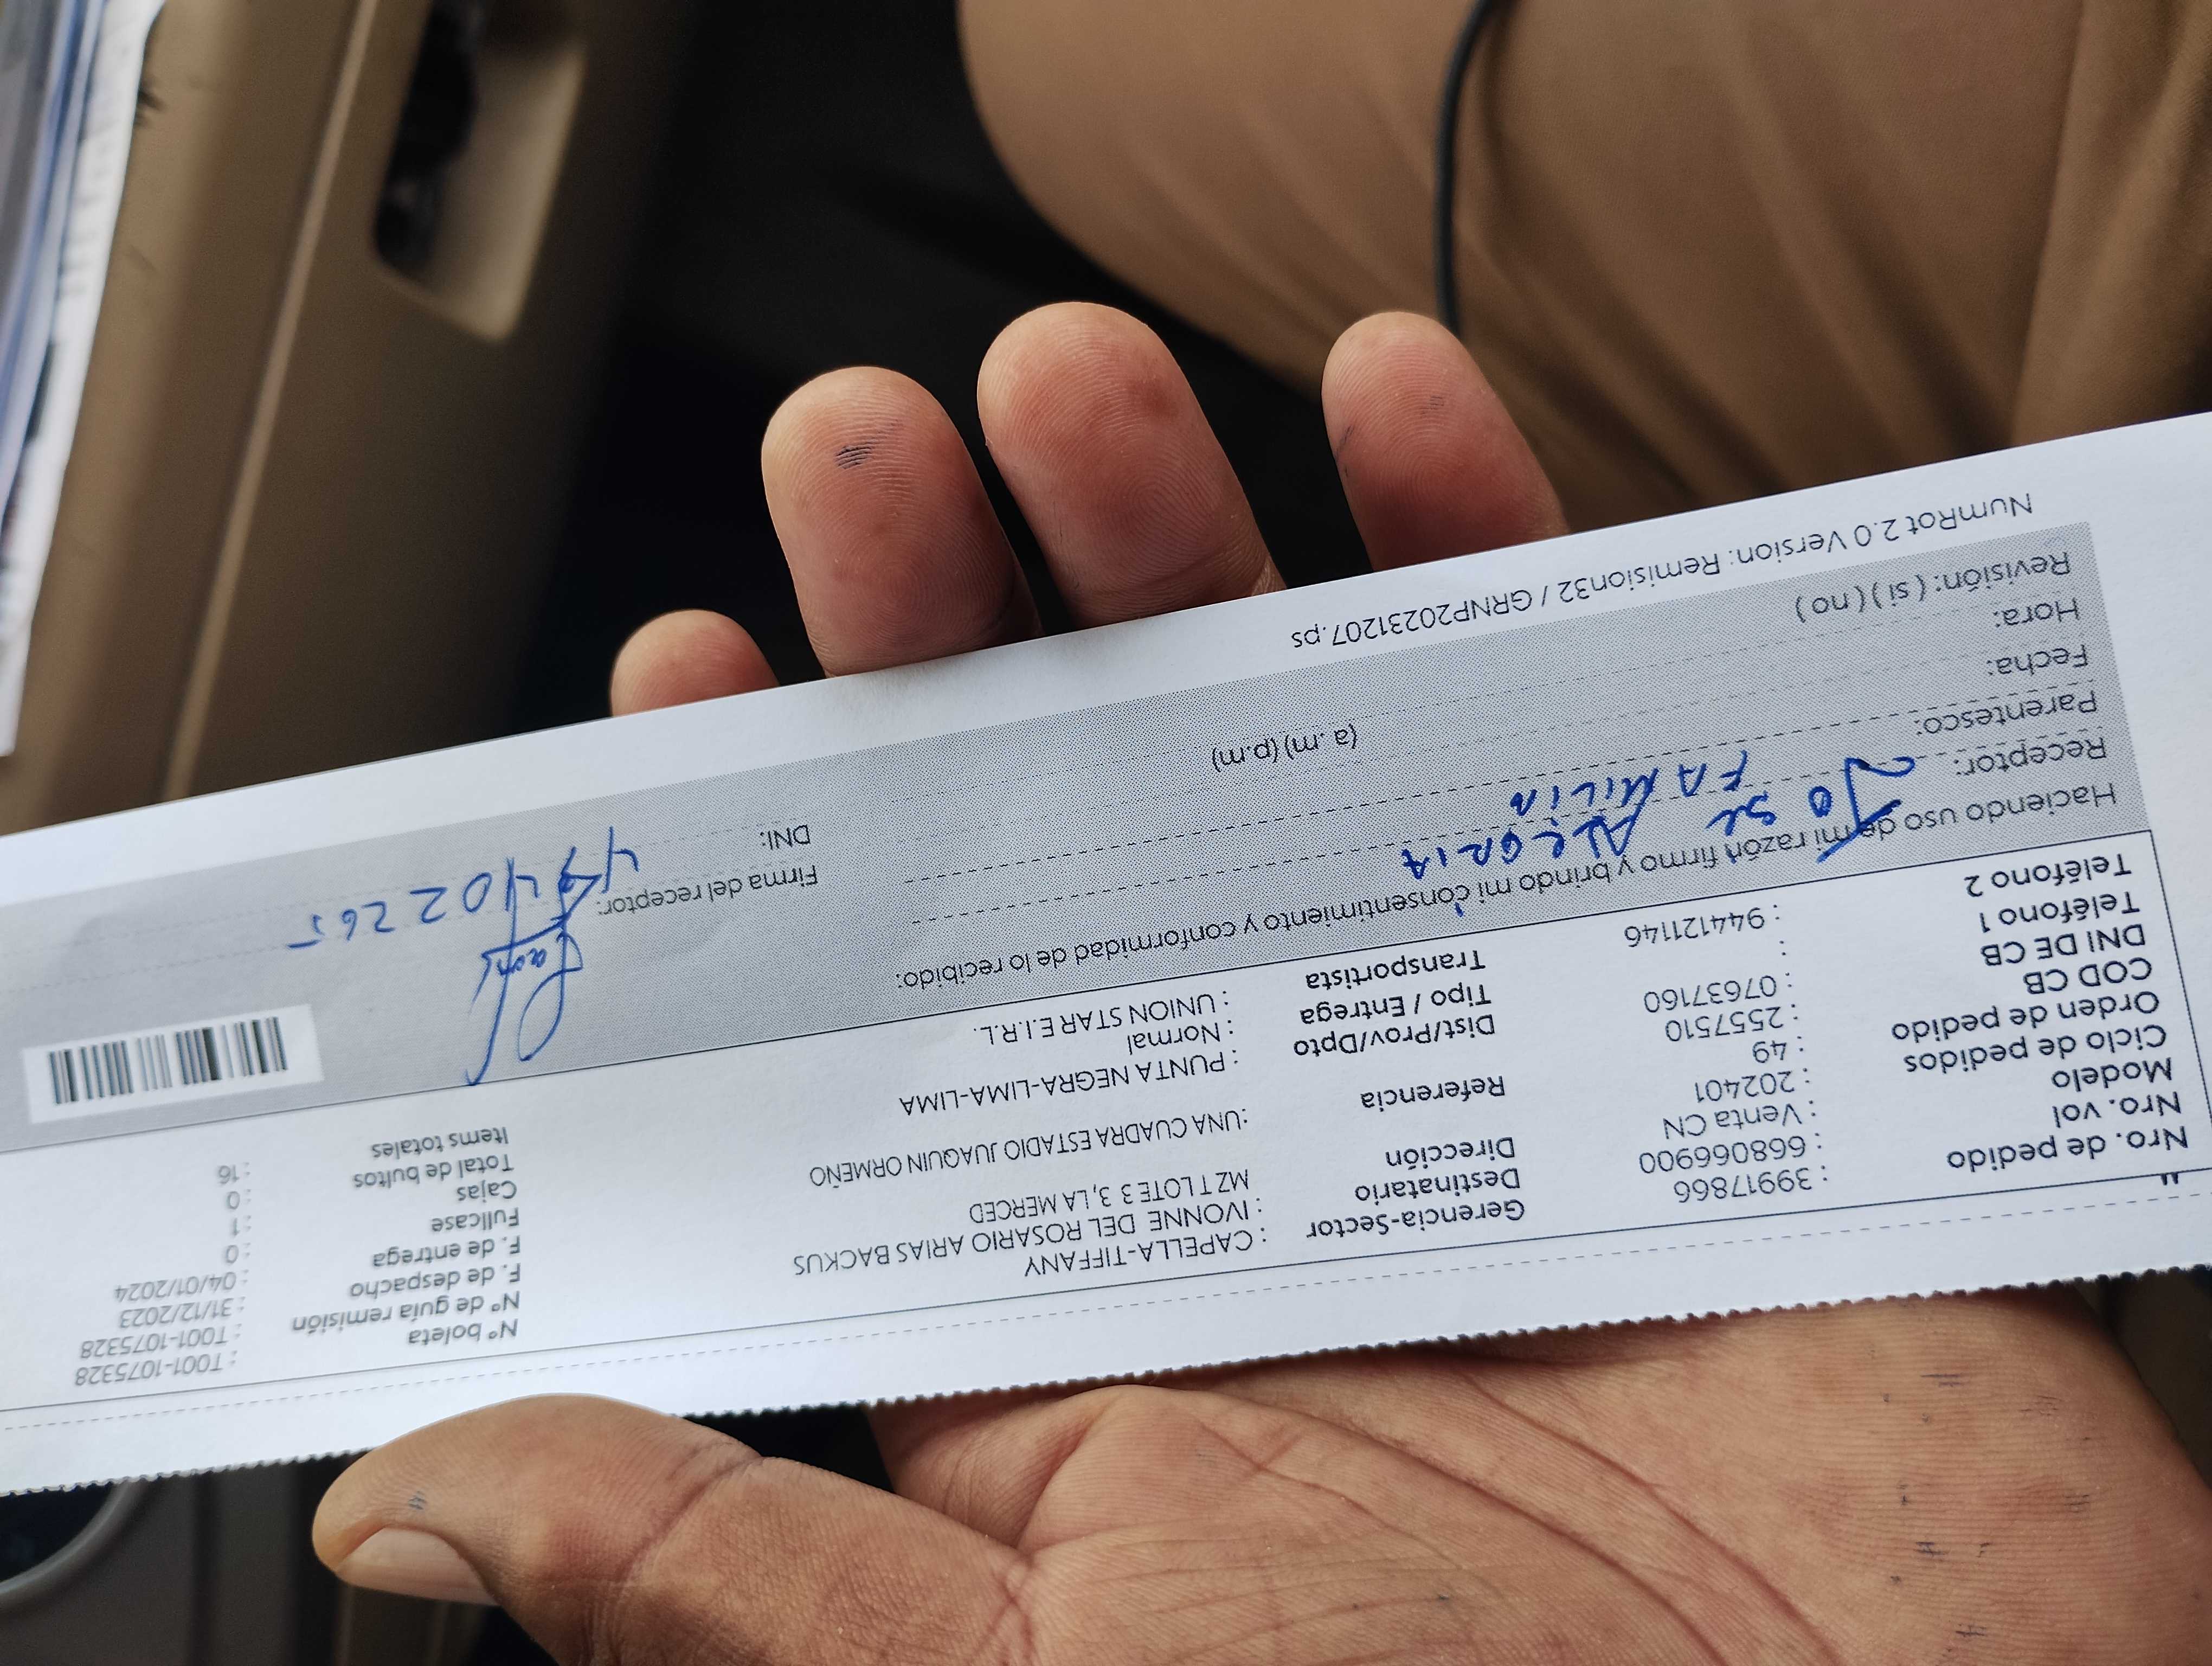 Nro. de pedido : 39917866
Nro. vol : 668066900
Modelo : Venta CN
Ciclo de pedidos : 202401
Orden de pedido : 49
COD CB : 2557510
DNI DE CB : 07637160
Teléfono 1 :
Teléfono 2 : 944121146
Gerencia-Sector : CAPELLA-TIFFANY
Destinatario : IVONNE DEL ROSARIO ARIAS BACKUS
Dirección MZ T LOTE 3, LA MERCED
Referencia :UNA CUADRA ESTADIO JUAQUIN ORMEÑO
Dist/Prov/Dpto : PUNTA NEGRA-LIMA-LIMA
Tipo / Entrega : Normal
Transportista : UNION STAR E.I.R.L.
N° boleta : T001-1075328
N° de guía remisión : T001-1075328
F. de despacho : 31/12/2023
F. de entrega : 04/01/2024
Fullcase : 0
Cajas : 1
Total de bultos : 0
Items totales : 16
Haciendo uso de mi razón firmo y brindo mi consentimiento y conformidad de lo recibido:
Receptor: JOSE ALEGRIA
Parentesco: FAMILIA
Fecha:
Hora: (a.m) (p.m)
Revisión: ( si ) ( no )
Firma del receptor:
DNI:
NumRot 2.0 Version: Remision32 / GRNP20231207.ps